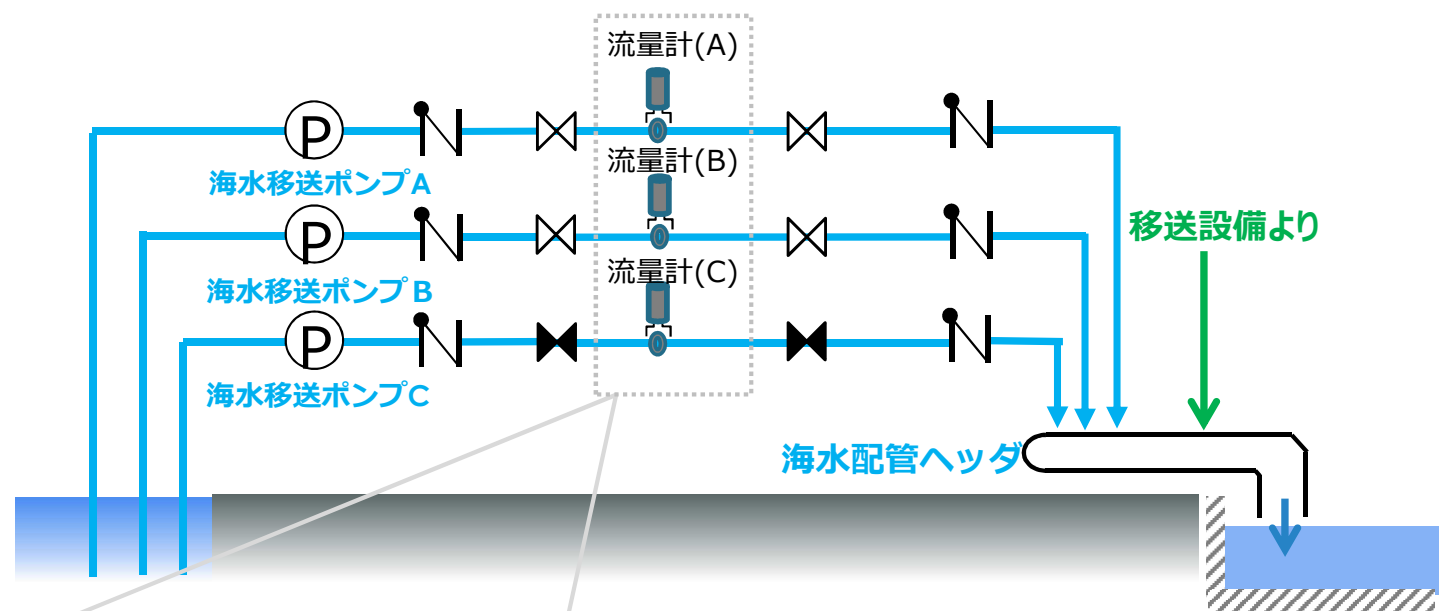 流量計(A)
P
海水移送ポンプA
流量計(B)
P
海水移送ポンプB
移送設備より
流量計(C)
P
海水移送ポンプC
海水配管ヘッダ